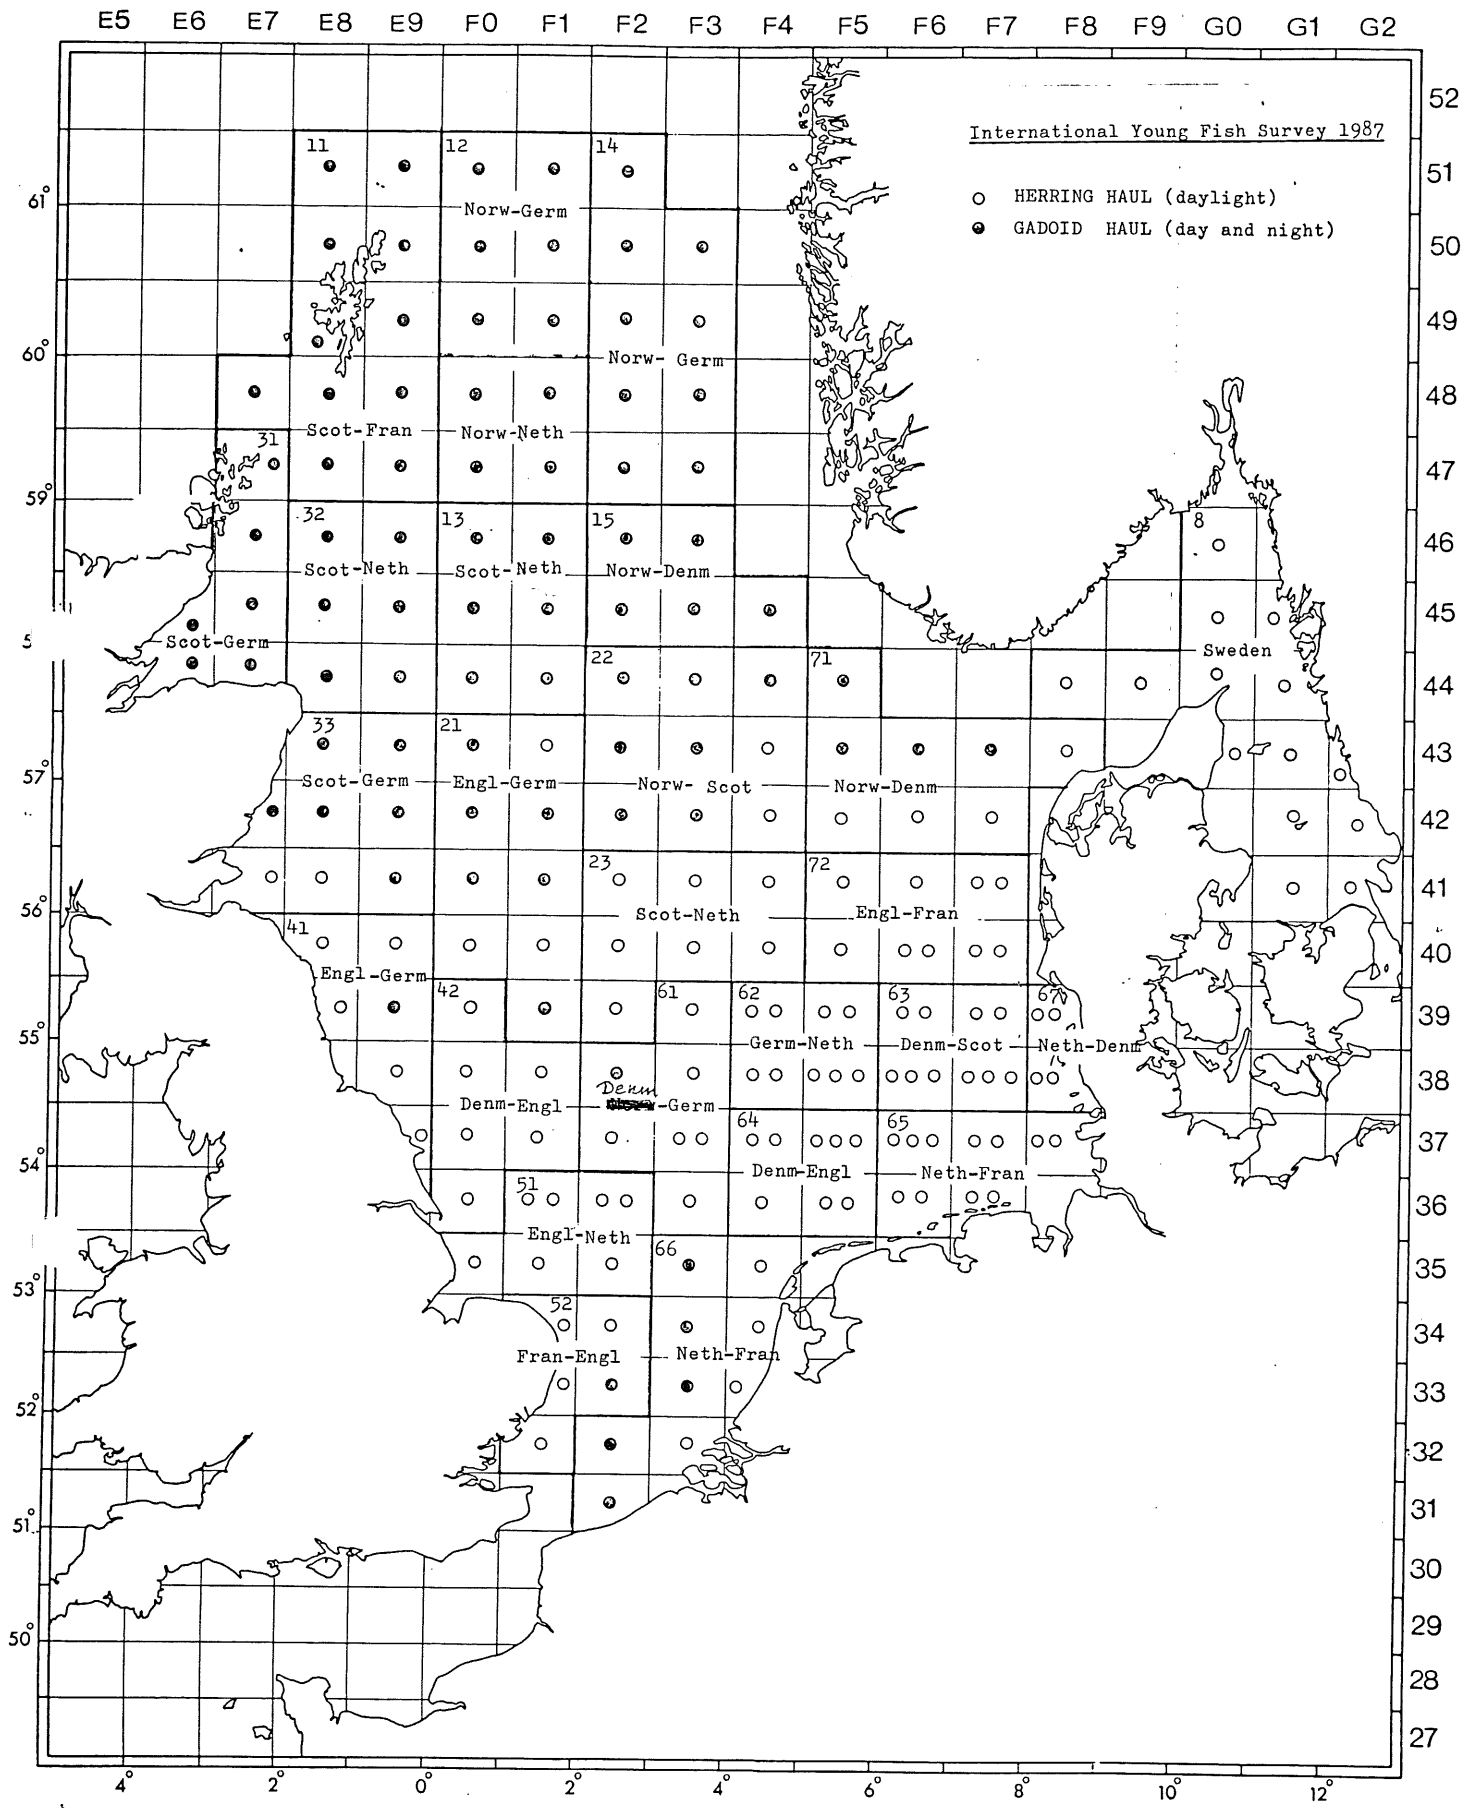 E5 E6 E7 E8 E9 F0 F1 F2 F3 F4 F5 F6 F7 F8 F9 G0 G1 G2
52
International Young Fish Survey 1987
11 12 14
51
61°
HERRING HAUL (daylight)
Norw-Germ
GADOID HAUL (day and night)
50
49
60°
Norw- Germ
48
Scot-Fran Norw-Neth
31
47
59°
32 13 15 8
46
Scot-Neth Scot-Neth Norw-Denm
45
5
Scot-Germ Sweden
22 71
44
33 21
43
57°
Scot-Germ Engl-Germ Norw- Scot Norw-Denm
42
23 72
41
56°
Scot-Neth Engl-Fran
41
40
Engl-Germ
42 61 62 63 67
39
55°
Germ-Neth Denm-Scot Neth-Denm
38
Denm
Denm-Engl -Germ
64 65
37
54°
Denm-Engl Neth-Fran
51
36
Engl-Neth
66
35
53°
52
34
Fran-Engl Neth-Fran
33
52°
32
31
51°
30
29
50°
28
27
4° 2° 0° 2° 4° 6° 8° 10° 12°